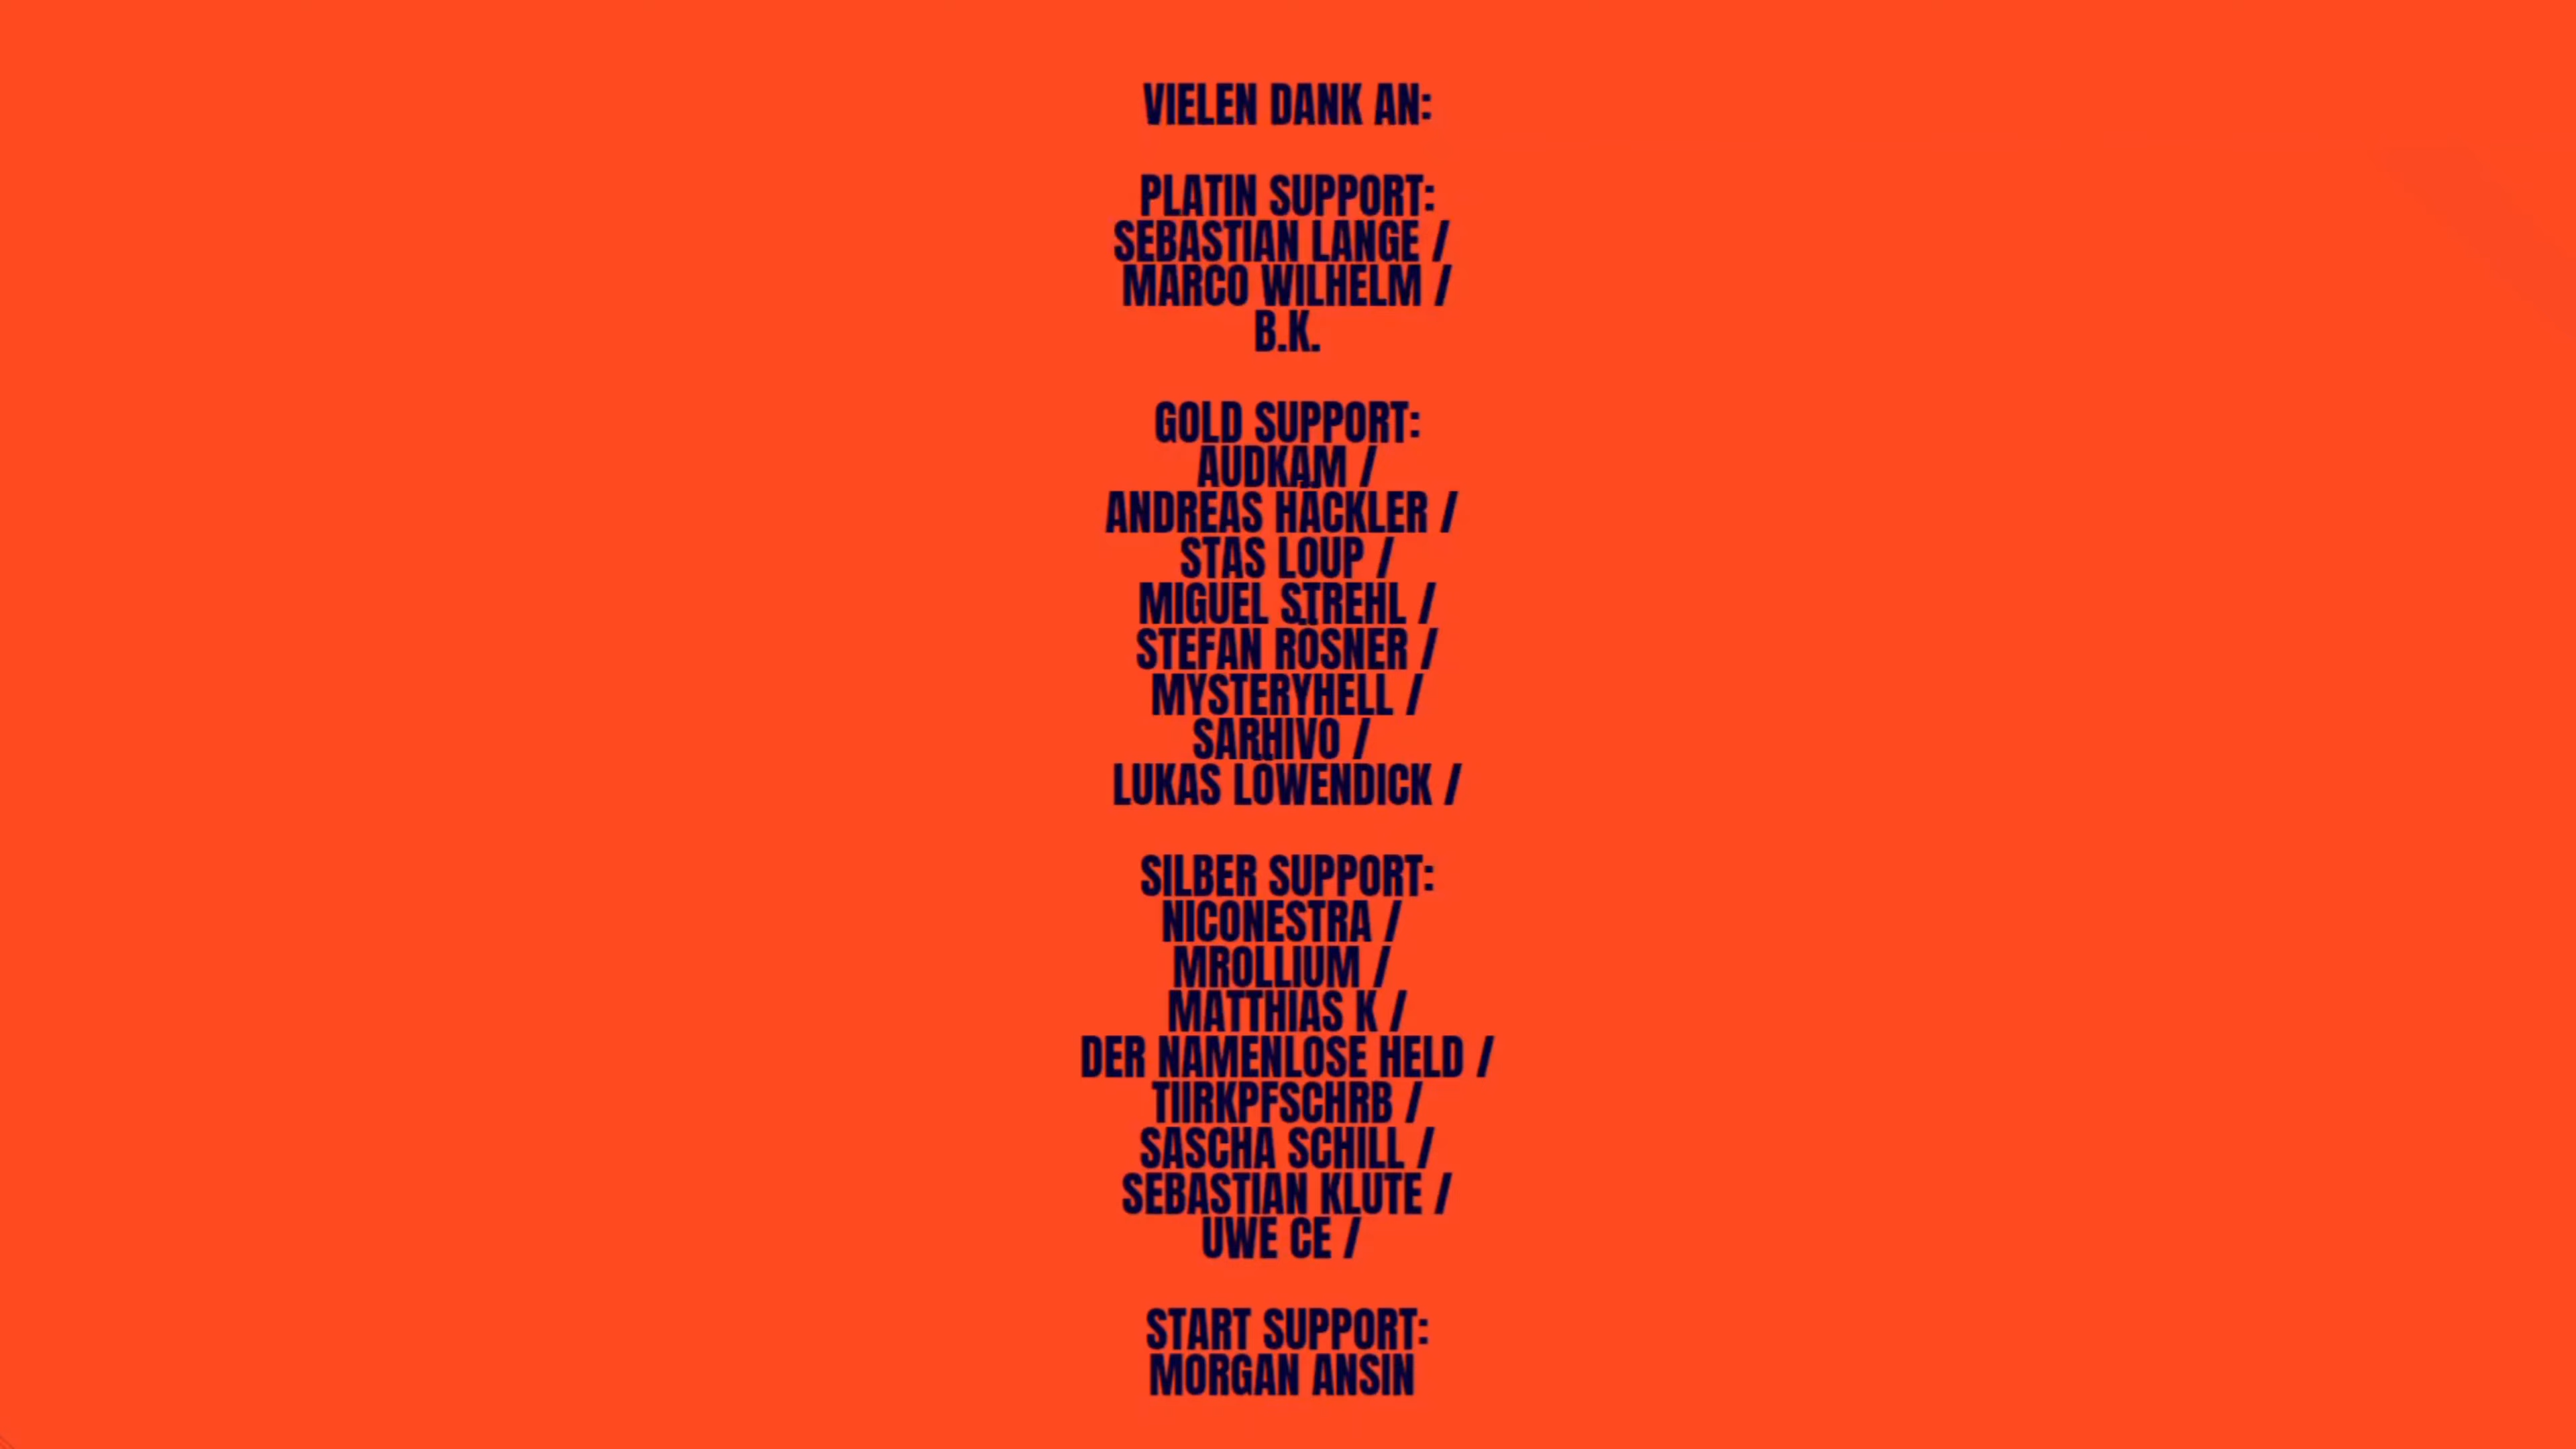 VIELEN DANK AN:
PLATIN SUPPORT:
SEBASTIAN LANGE /
MARCO WILHELM /
B.K.
GOLD SUPPORT:
AUDKAM /
ANDREAS HÄCKLER /
STAS LOUP /
MIGUEL STREHL /
STEFAN RÖSNER /
MYSTERYHELL /
SARHIVO /
LUKAS LÖWENDICK /
SILBER SUPPORT:
NICONESTRA /
MROLLIUM /
MATTHIAS K /
DER NAMENLOSE HELD /
TIIRKPFSCHRB /
SASCHA SCHILL /
SEBASTIAN KLUTE /
UWE CE /
START SUPPORT:
MORGAN ANSIN